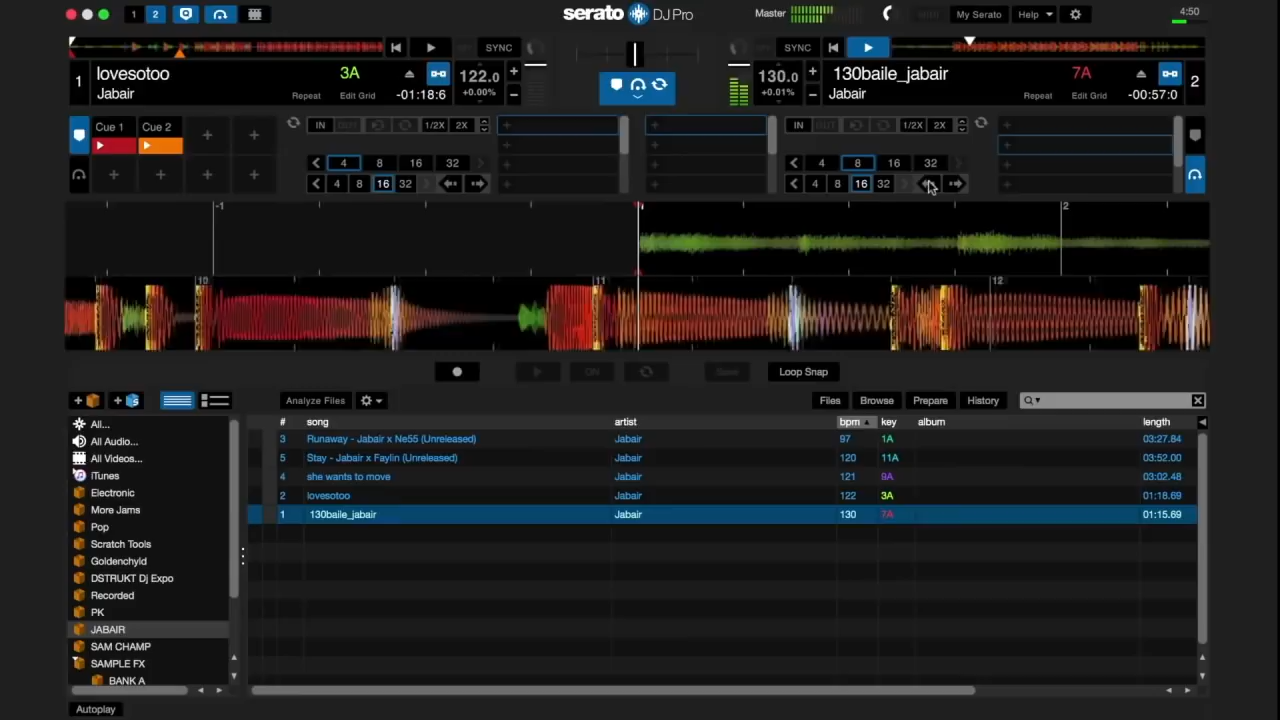 1 2 serato DJ Pro Master My Serato Help 4:50
SYNC SYNC
1 lovesotoo 3A 122.0 130.0 130baile_jabair 7A 2
Jabair Repeat Edit Grid -01:18:6 +0.00% +0.01% Jabair Repeat Edit Grid -00:57:0
Cue 1 Cue 2 IN OUT 1/2X 2X IN OUT 1/2X 2X
4 8 16 32 4 8 16 32
4 8 16 32 4 8 16 32
-1 2
10 11 12
ON Save Loop Snap
Analyze Files Files Browse Prepare History
All... # song artist bpm key album length
All Audio... 3 Runaway - Jabair x Ne55 (Unreleased) Jabair 97 1A 03:27.84
All Videos... 5 Stay - Jabair x Faylin (Unreleased) Jabair 120 11A 03:52.00
iTunes 4 she wants to move Jabair 121 9A 03:02.48
Electronic 2 lovesotoo Jabair 122 3A 01:18.69
More Jams 1 130baile_jabair Jabair 130 7A 01:15.69
Pop
Scratch Tools
Goldenchyld
DSTRUKT Dj Expo
Recorded
PK
JABAIR
SAM CHAMP
SAMPLE FX
BANK A
Autoplay